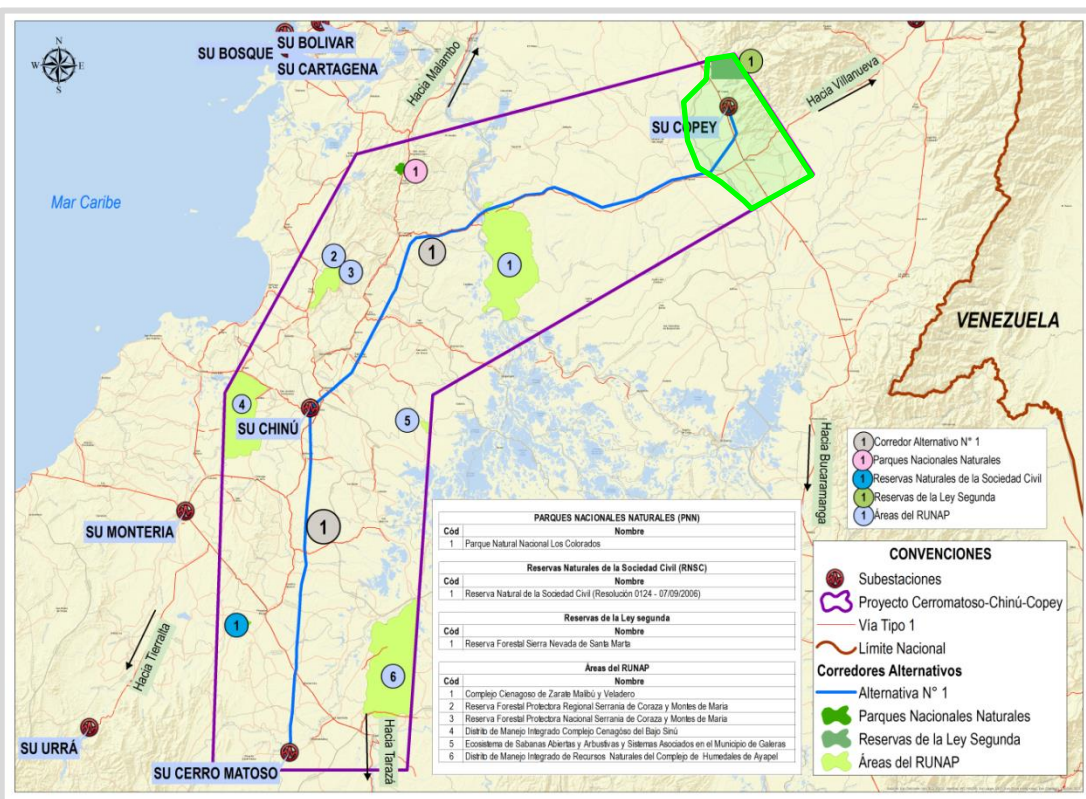 N
W
E
S
SU BOLIVAR
SU BOSQUE
SU CARTAGENA
Hacia Malambo
1
Hacia Villanueva
SU COPEY
1
Mar Caribe
1
2
3
1
VENEZUELA
4
SU CHINÚ
5
Hacia Bucaramanga
1 Corredor Alternativo N° 1
1 Parques Nacionales Naturales
1 Reservas Naturales de la Sociedad Civil
1 Reservas de la Ley Segunda
1 Áreas del RUNAP
SU MONTERIA
1
1
Hacia Tierralta
6
SU URRÁ
SU CERRO MATOSO
Hacia Tarazá
PARQUES NACIONALES NATURALES (PNN)
Cód Nombre
1 Parque Natural Nacional Los Colorados
Reservas Naturales de la Sociedad Civil (RNSC)
Cód Nombre
1 Reserva Natural de la Sociedad Civil (Resolución 0124 - 07/09/2006)
Reservas de la Ley segunda
Cód Nombre
1 Reserva Forestal Sierra Nevada de Santa Marta
Áreas del RUNAP
Cód Nombre
1 Complejo Cienagoso de Zarate Malibú y Veladero
2 Reserva Forestal Protectora Regional Serrania de Coraza y Montes de Maria
3 Reserva Forestal Protectora Nacional Serrania de Coraza y Montes de Maria
4 Distrito de Manejo Integrado Complejo Cenagóso del Bajo Sinú
5 Ecosistema de Sabanas Abiertas y Arbustivas y Sistemas Asociados en el Municipio de Galeras
6 Distrito de Manejo Integrado de Recursos Naturales del Complejo de Humedales de Ayapel
CONVENCIONES
Subestaciones
Proyecto Cerromatoso-Chinú-Copey
Vía Tipo 1
Limite Nacional
Corredores Alternativos
Alternativa N° 1
Parques Nacionales Naturales
Reservas de la Ley Segunda
Áreas del RUNAP